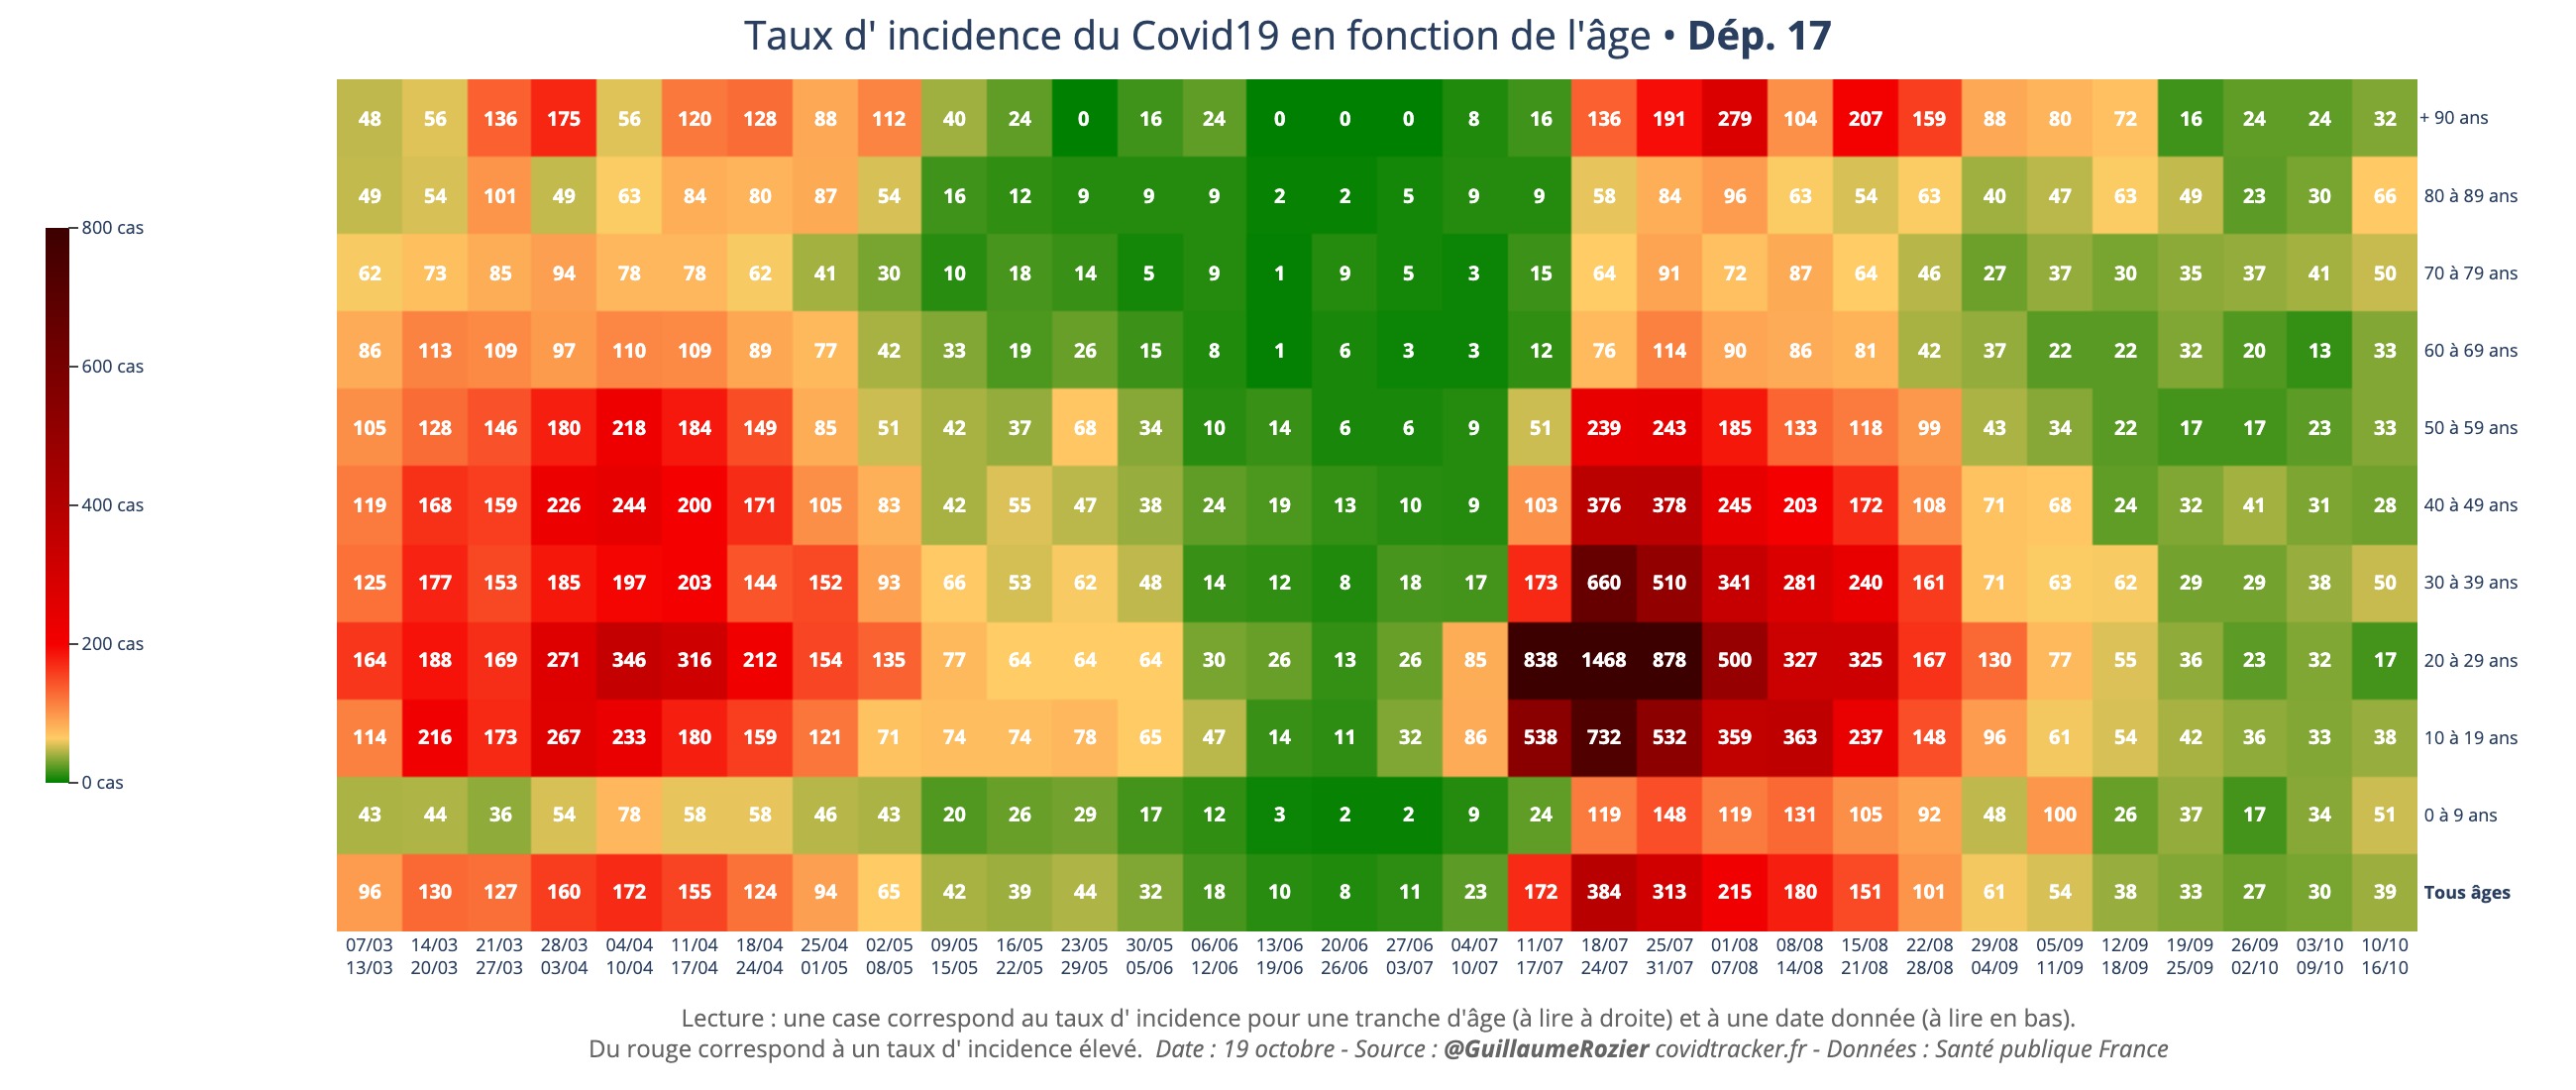 Taux d' incidence du Covid19 en fonction de l'âge • Dép. 17
48 56 136 175 56 120 128 88 112 40 24 0 16 24 0 0 0 8 16 136 191 279 104 207 159 88 80 72 16 24 24 32 + 90 ans
49 54 101 49 63 84 80 87 54 16 12 9 9 9 2 2 5 9 9 58 84 96 63 54 63 40 47 63 49 23 30 66 80 à 89 ans
800 cas
62 73 85 94 78 78 62 41 30 10 18 14 5 9 1 9 5 3 15 64 91 72 87 64 46 27 37 30 35 37 41 50 70 à 79 ans
600 cas
86 113 109 97 110 109 89 77 42 33 19 26 15 8 1 6 3 3 12 76 114 90 86 81 42 37 22 22 32 20 13 33 60 à 69 ans
105 128 146 180 218 184 149 85 51 42 37 68 34 10 14 6 6 9 51 239 243 185 133 118 99 43 34 22 17 17 23 33 50 à 59 ans
400 cas
119 168 159 226 244 200 171 105 83 42 55 47 38 24 19 13 10 9 103 376 378 245 203 172 108 71 68 24 32 41 31 28 40 à 49 ans
125 177 153 185 197 203 144 152 93 66 53 62 48 14 12 8 18 17 173 660 510 341 281 240 161 71 63 62 29 29 38 50 30 à 39 ans
200 cas
164 188 169 271 346 316 212 154 135 77 64 64 64 30 26 13 26 85 838 1468 878 500 327 325 167 130 77 55 36 23 32 17 20 à 29 ans
114 216 173 267 233 180 159 121 71 74 74 78 65 47 14 11 32 86 538 732 532 359 363 237 148 96 61 54 42 36 33 38 10 à 19 ans
0 cas
43 44 36 54 78 58 58 46 43 20 26 29 17 12 3 2 2 9 24 119 148 119 131 105 92 48 100 26 37 17 34 51 0 à 9 ans
96 130 127 160 172 155 124 94 65 42 39 44 32 18 10 8 11 23 172 384 313 215 180 151 101 61 54 38 33 27 30 39 Tous âges
07/03 14/03 21/03 28/03 04/04 11/04 18/04 25/04 02/05 09/05 16/05 23/05 30/05 06/06 13/06 20/06 27/06 04/07 11/07 18/07 25/07 01/08 08/08 15/08 22/08 29/08 05/09 12/09 19/09 26/09 03/10 10/10
13/03 20/03 27/03 03/04 10/04 17/04 24/04 01/05 08/05 15/05 22/05 29/05 05/06 12/06 19/06 26/06 03/07 10/07 17/07 24/07 31/07 07/08 14/08 21/08 28/08 04/09 11/09 18/09 25/09 02/10 09/10 16/10
Lecture : une case correspond au taux d' incidence pour une tranche d'âge (à lire à droite) et à une date donnée (à lire en bas).
Du rouge correspond à un taux d' incidence élevé. Date : 19 octobre - Source : @GuillaumeRozier covidtracker.fr - Données : Santé publique France